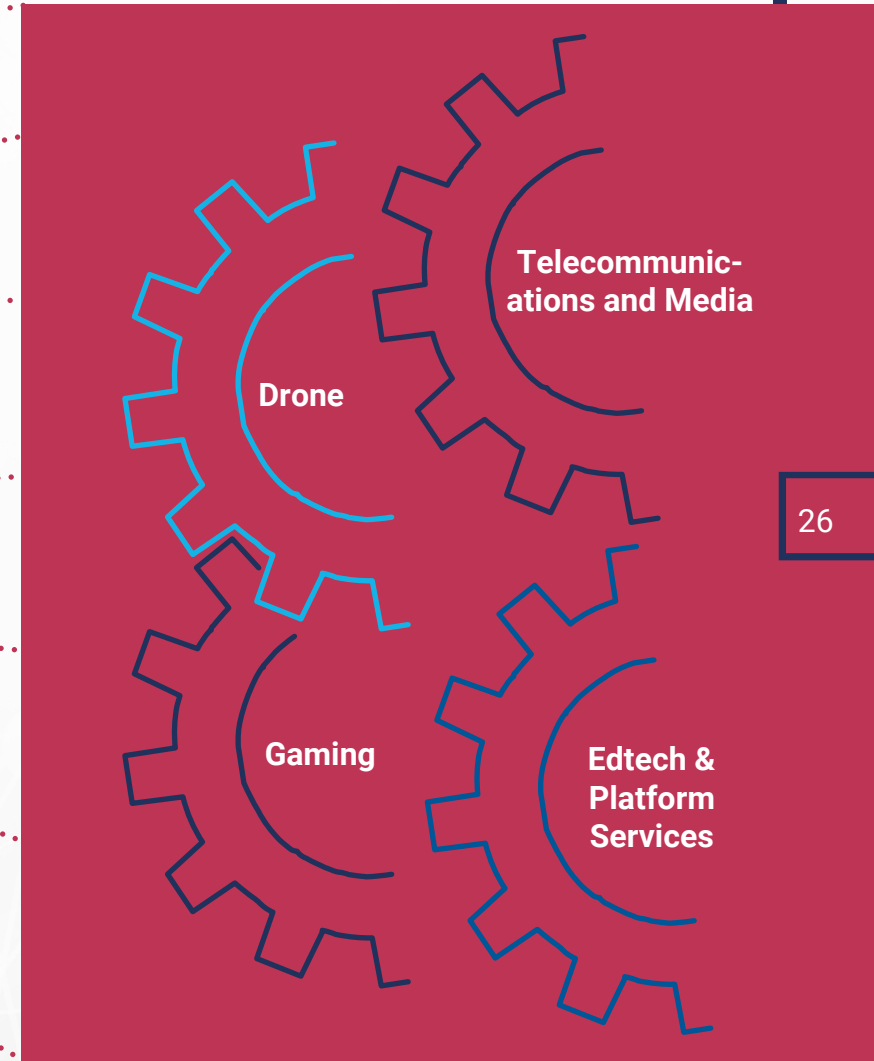 Telecommunic-
ations and Media
Drone
26
Gaming
Edtech &
Platform
Services